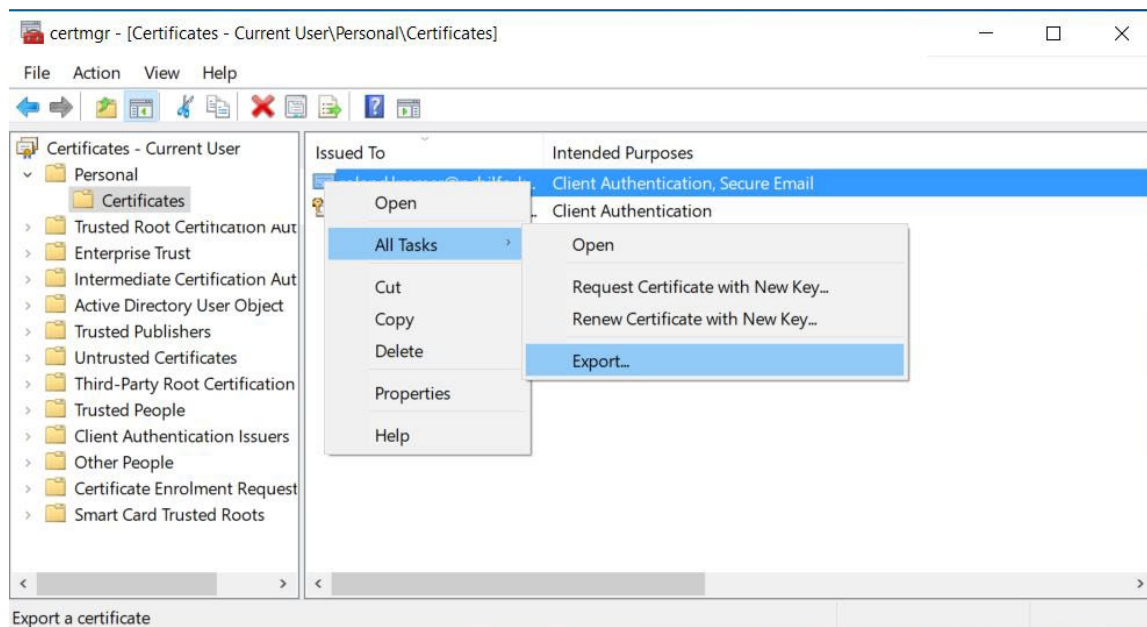 certmgr - [Certificates - Current User\Personal\Certificates]
File Action View Help
Certificates - Current User
Personal
Certificates
Trusted Root Certification Aut
Enterprise Trust
Intermediate Certification Aut
Active Directory User Object
Trusted Publishers
Untrusted Certificates
Third-Party Root Certification
Trusted People
Client Authentication Issuers
Other People
Certificate Enrolment Request
Smart Card Trusted Roots
Issued To Intended Purposes
Client Authentication, Secure Email
Client Authentication
Open
All Tasks
Cut
Copy
Delete
Properties
Help
Open
Request Certificate with New Key...
Renew Certificate with New Key...
Export...
Export a certificate